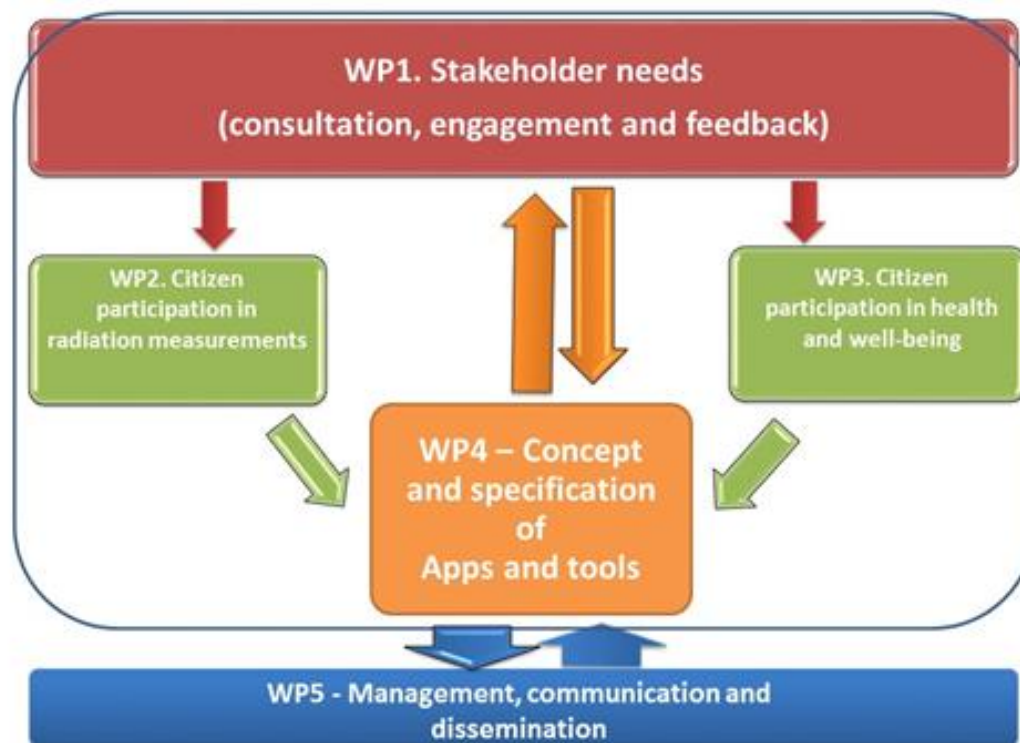 WP1. Stakeholder needs
(consultation, engagement and feedback)
WP2. Citizen
participation in
radiation measurements
WP3. Citizen
participation in health
and well-being
WP4 – Concept
and specification
of
Apps and tools
WP5 - Management, communication and
dissemination